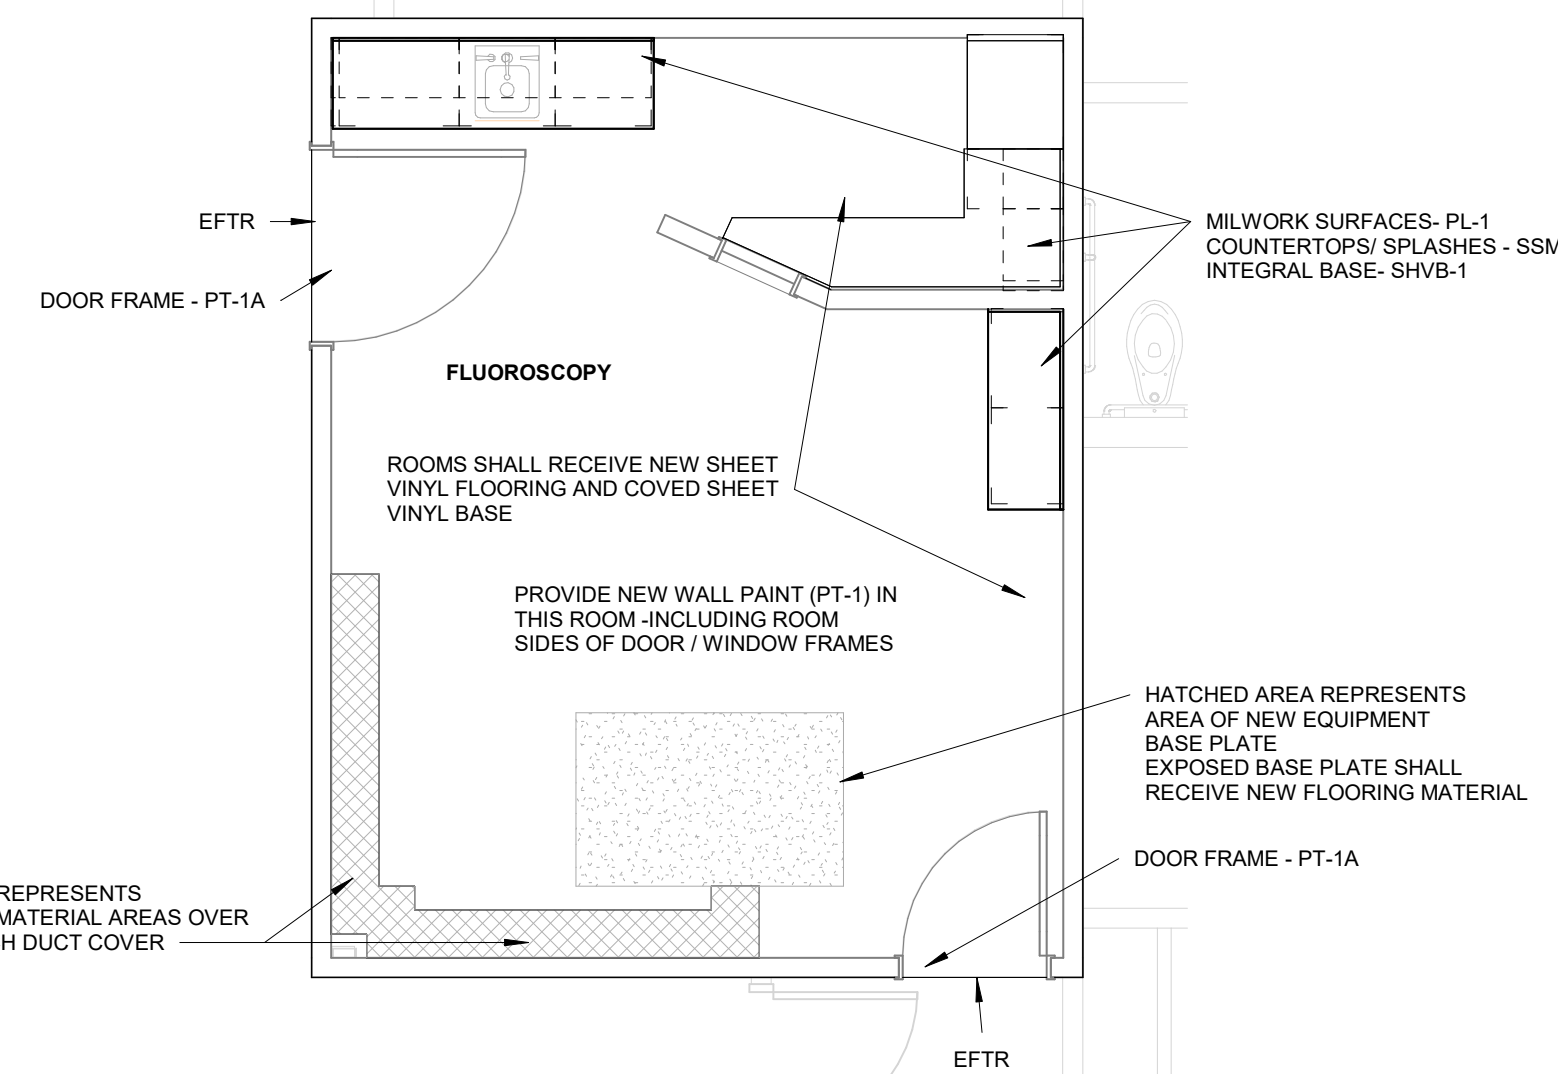 EFTR
DOOR FRAME - PT-1A
MILWORK SURFACES- PL-1
COUNTERTOPS/ SPLASHES - SSM
INTEGRAL BASE- SHVB-1
FLUOROSCOPY
ROOMS SHALL RECEIVE NEW SHEET
VINYL FLOORING AND COVED SHEET
VINYL BASE
PROVIDE NEW WALL PAINT (PT-1) IN
THIS ROOM -INCLUDING ROOM
SIDES OF DOOR / WINDOW FRAMES
HATCHED AREA REPRESENTS
AREA OF NEW EQUIPMENT
BASE PLATE
EXPOSED BASE PLATE SHALL
RECEIVE NEW FLOORING MATERIAL
DOOR FRAME - PT-1A
REPRESENTS
MATERIAL AREAS OVER
H DUCT COVER
EFTR